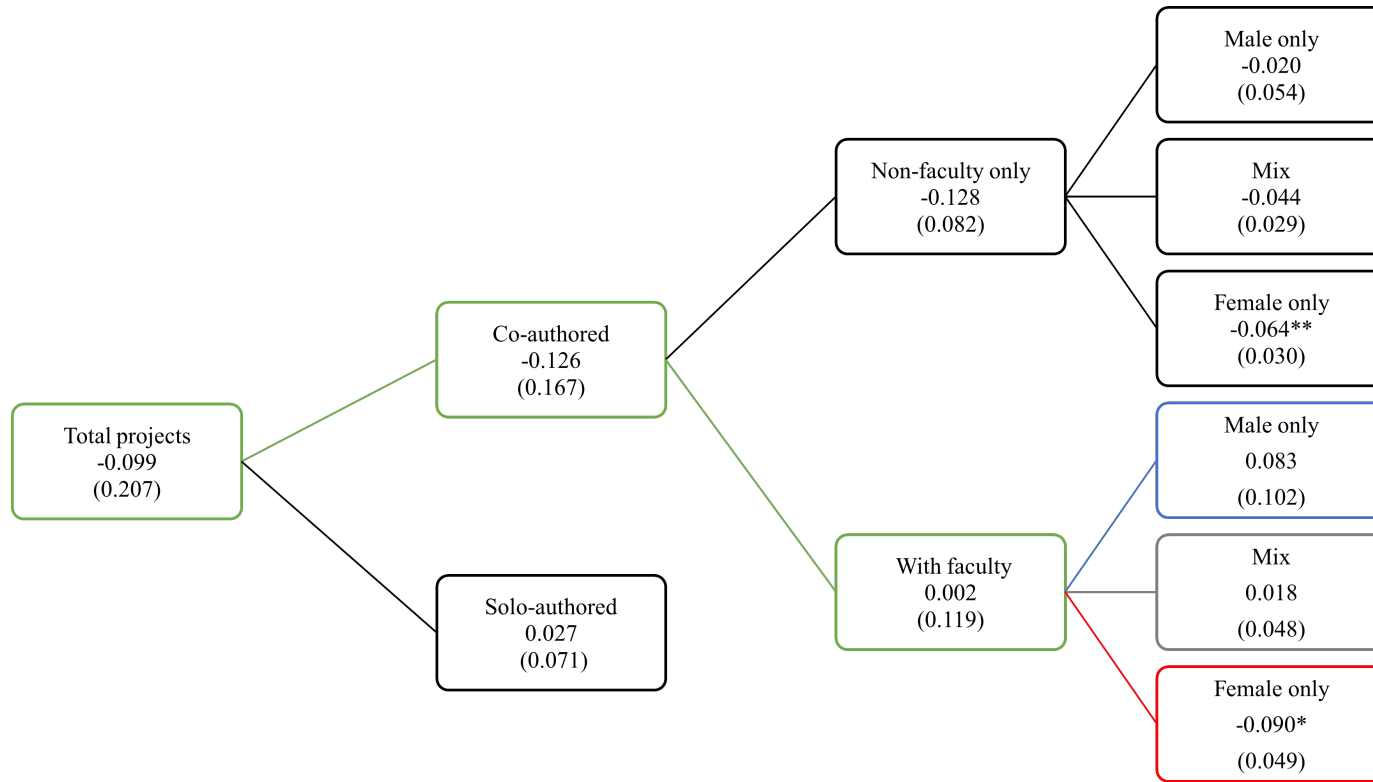 Total projects
-0.099
(0.207)
Co-authored
-0.126
(0.167)
Solo-authored
0.027
(0.071)
Non-faculty only
-0.128
(0.082)
With faculty
0.002
(0.119)
Male only
-0.020
(0.054)
Mix
-0.044
(0.029)
Female only
-0.064**
(0.030)
Male only
0.083
(0.102)
Mix
0.018
(0.048)
Female only
-0.090*
(0.049)